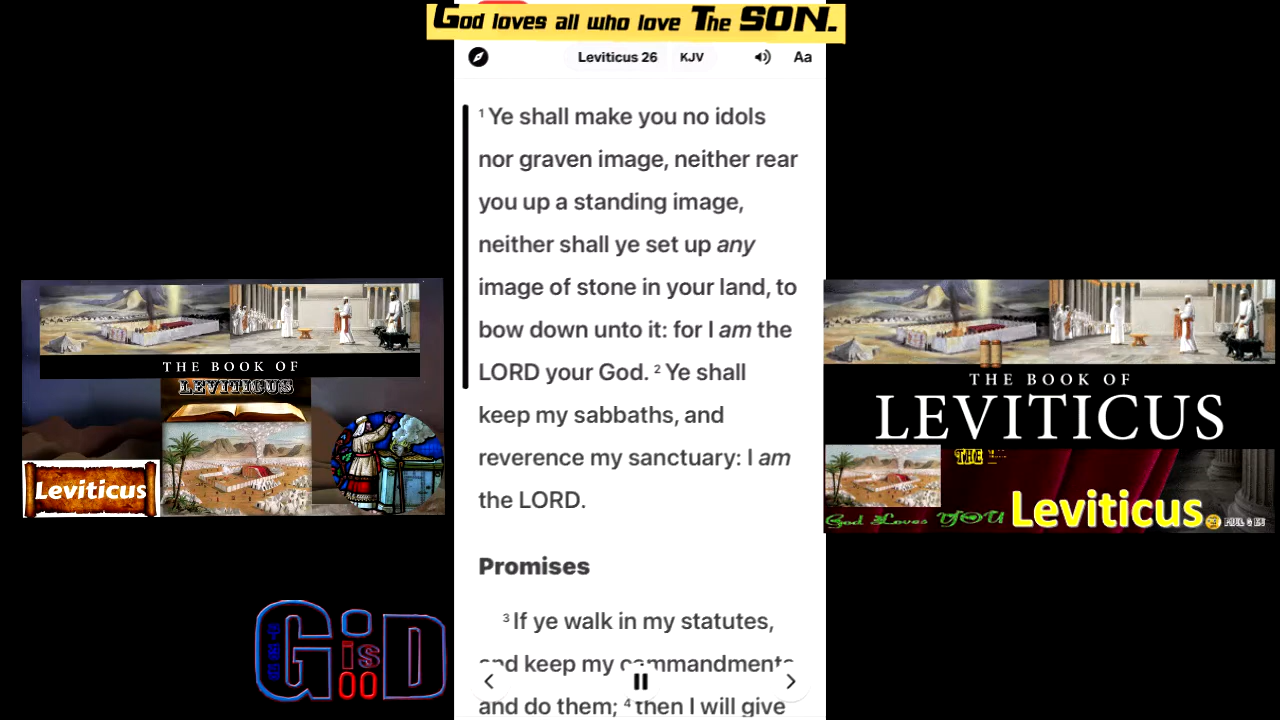 God loves all who love The SON.
Leviticus 26 KJV Aa
1 Ye shall make you no idols
nor graven image, neither rear
you up a standing image,
neither shall ye set up any
image of stone in your land, to
bow down unto it: for I am the
LORD your God. 2 Ye shall
keep my sabbaths, and
reverence my sanctuary: I am
the LORD.
Promises
3 If ye walk in my statutes,
and keep my commandments
and do them; 4 then I will give
THE BOOK OF
LEVITICUS
Leviticus
GisD
THE BOOK OF
LEVITICUS
THE
God Loves YOU
Leviticus.